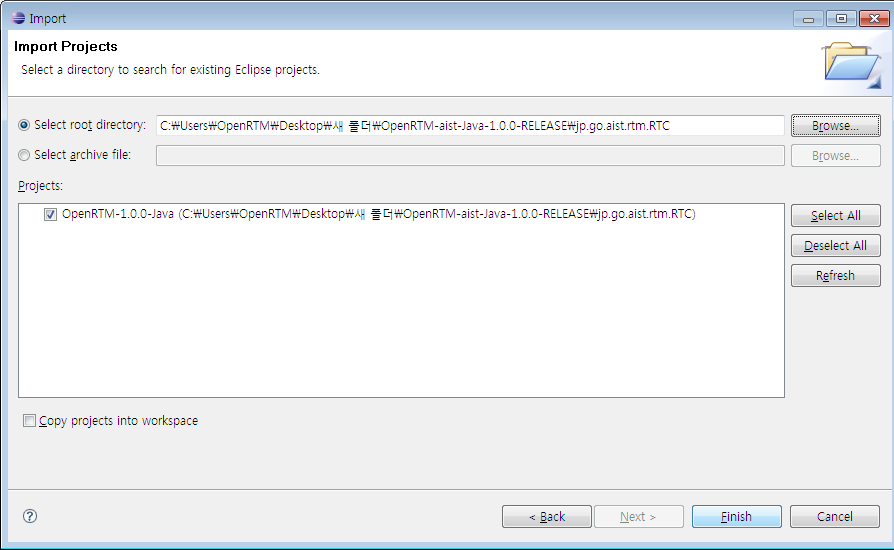 Import
Import Projects
Select a directory to search for existing Eclipse projects.
Select root directory: C:₩Users₩OpenRTM₩Desktop₩새 폴더₩OpenRTM-aist-Java-1.0.0-RELEASE₩jp.go.aist.rtm.RTC Browse...
Select archive file: Browse...
Projects:
OpenRTM-1.0.0-Java (C:₩Users₩OpenRTM₩Desktop₩새 폴더₩OpenRTM-aist-Java-1.0.0-RELEASE₩jp.go.aist.rtm.RTC)
Select All
Deselect All
Refresh
Copy projects into workspace
? < Back Next > Finish Cancel